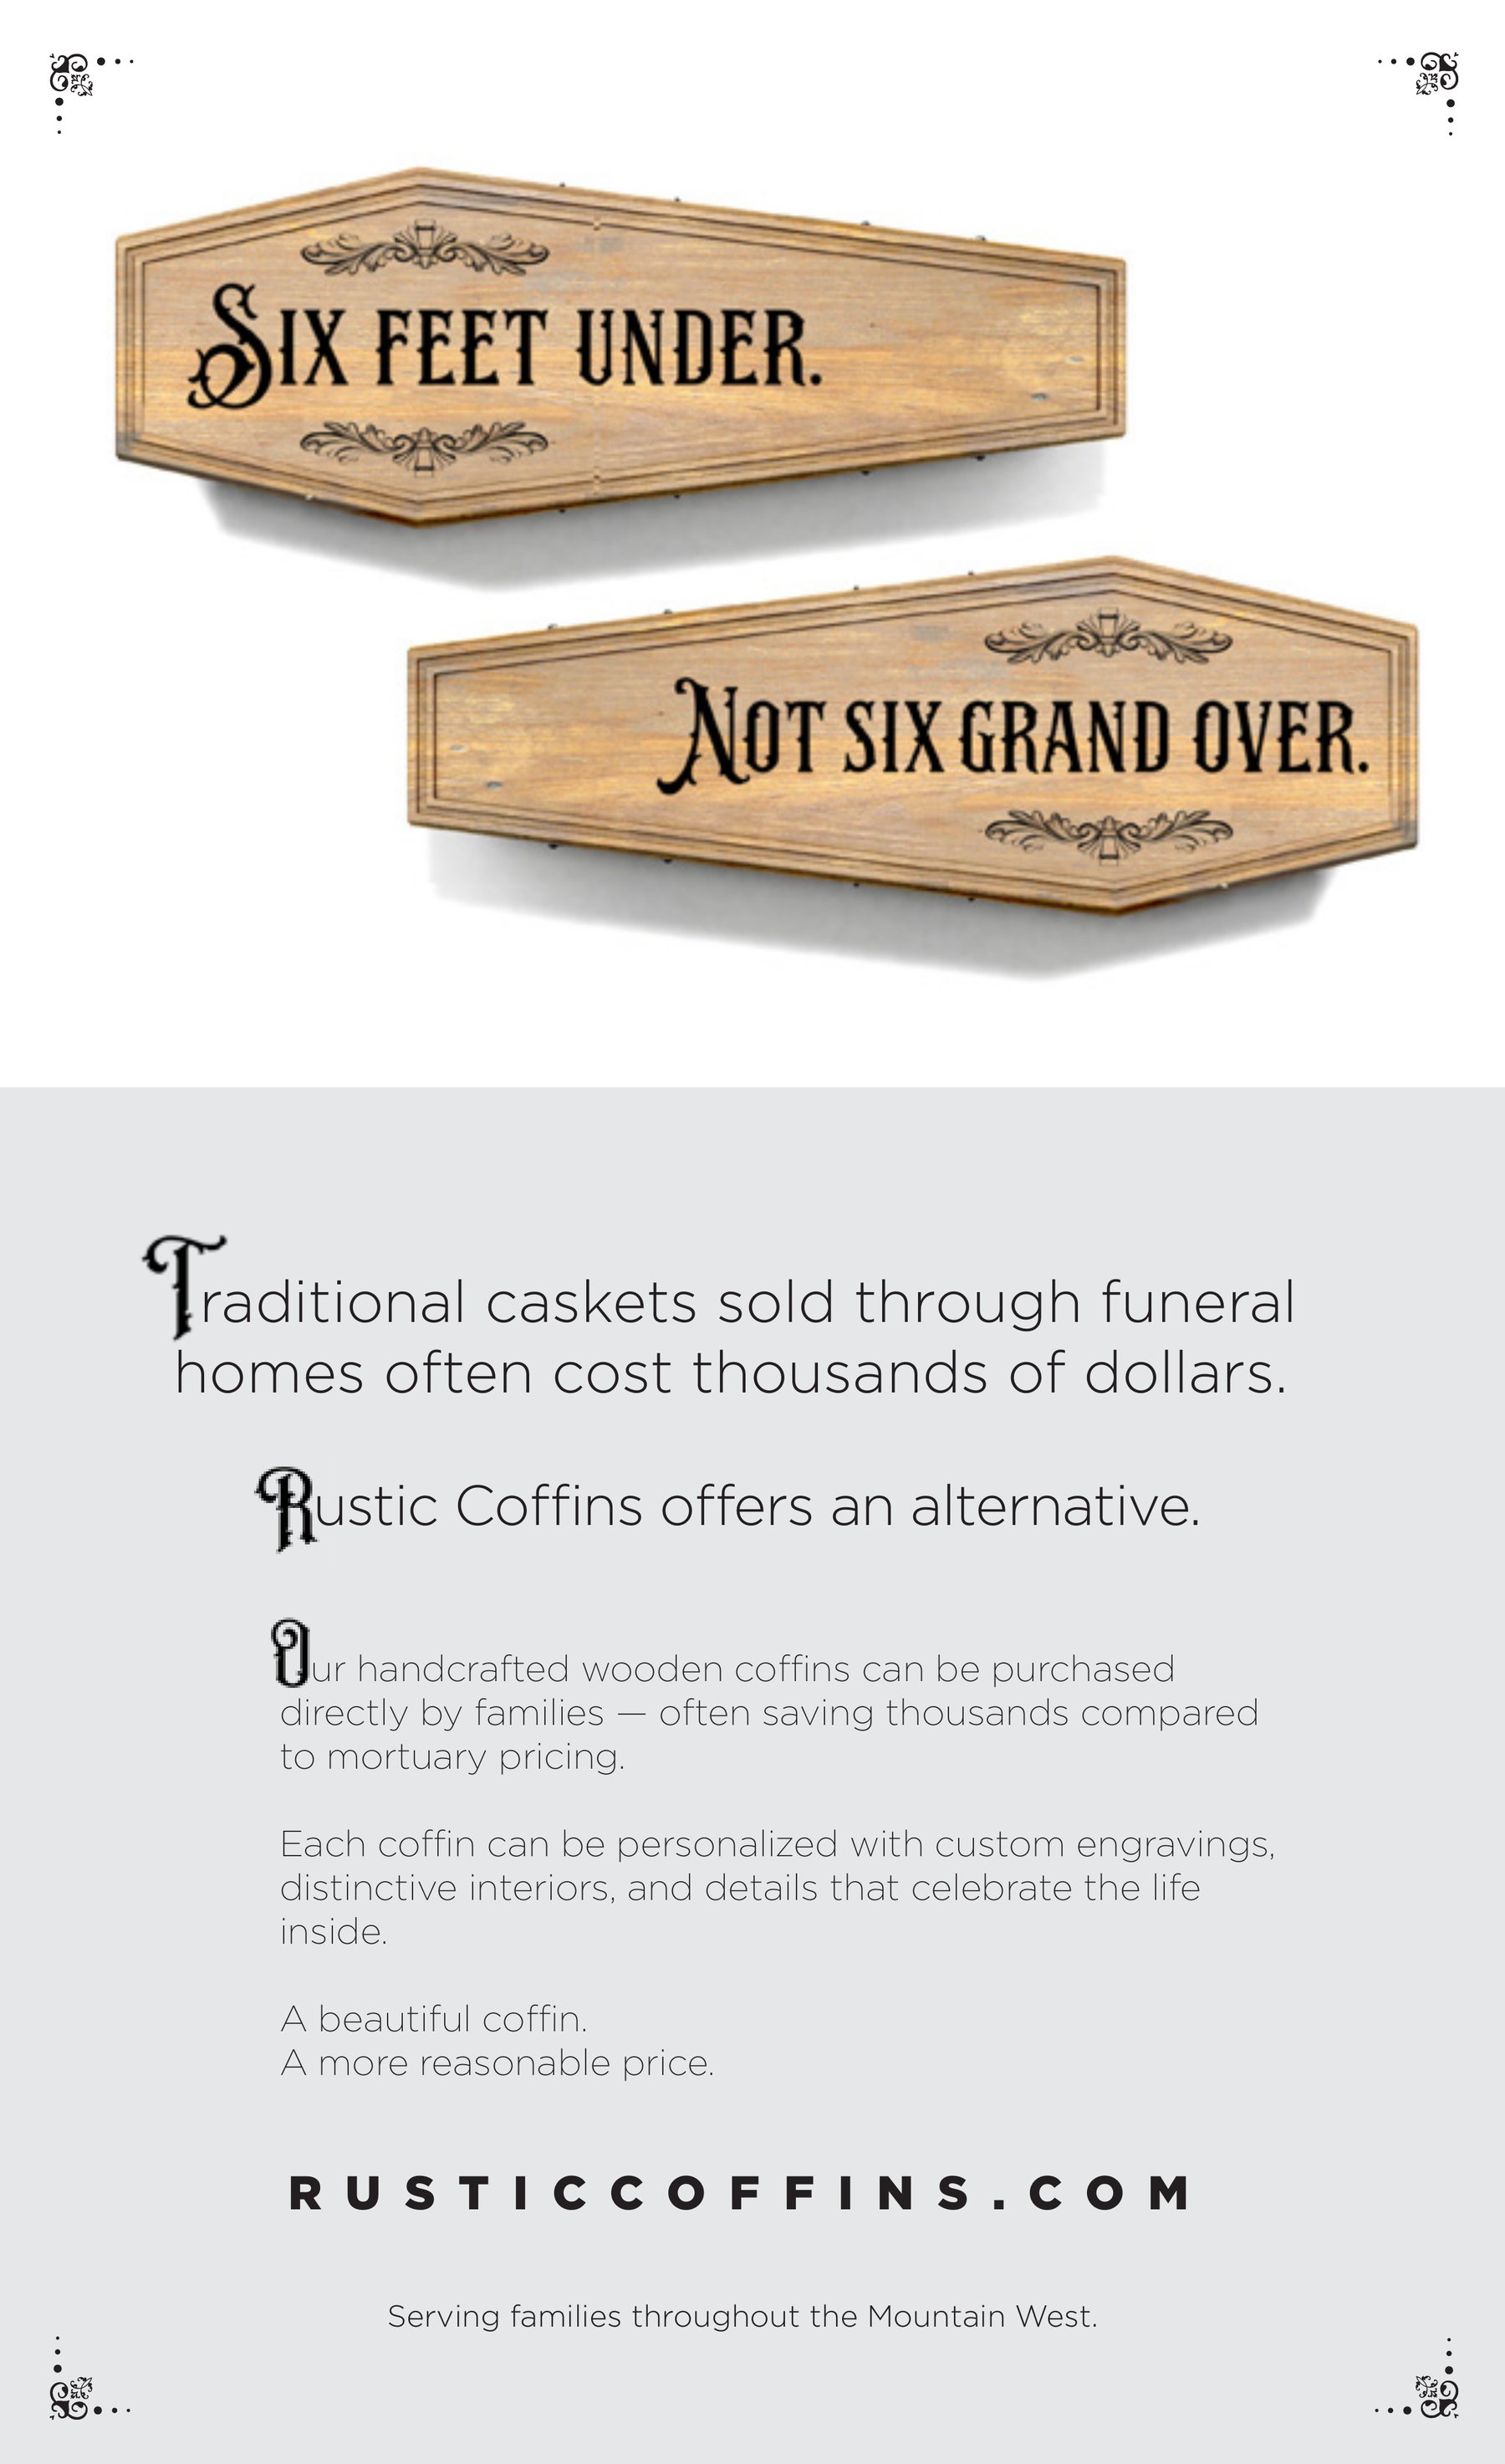 Six feet under.
Not six grand over.
Traditional caskets sold through funeral
homes often cost thousands of dollars.
Rustic Coffins offers an alternative.
Our handcrafted wooden coffins can be purchased
directly by families — often saving thousands compared
to mortuary pricing.
Each coffin can be personalized with custom engravings,
distinctive interiors, and details that celebrate the life
inside.
A beautiful coffin.
A more reasonable price.
RUSTICCOFFINS.COM
Serving families throughout the Mountain West.